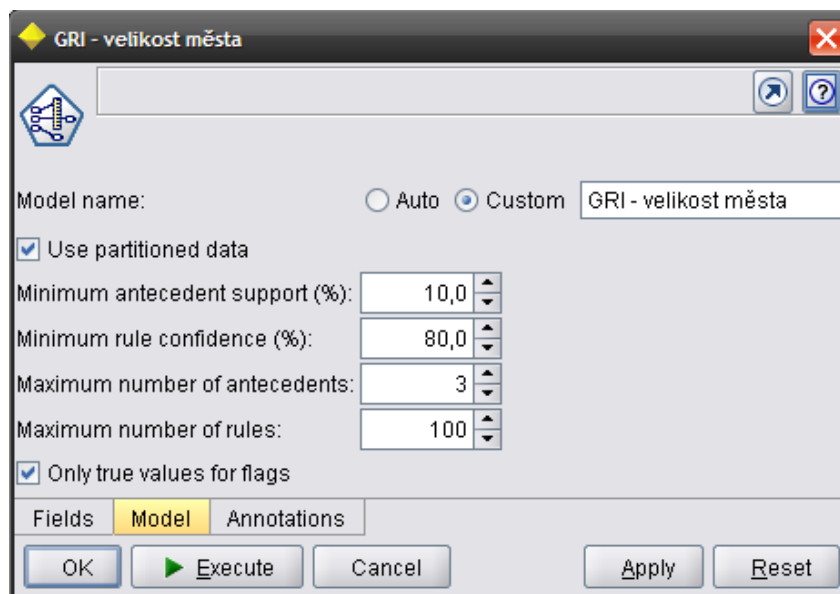 GRI - velikost města
Model name: Auto Custom GRI - velikost města
Use partitioned data
Minimum antecedent support (%): 10,0
Minimum rule confidence (%): 80,0
Maximum number of antecedents: 3
Maximum number of rules: 100
Only true values for flags
Fields Model Annotations
OK Execute Cancel Apply Reset